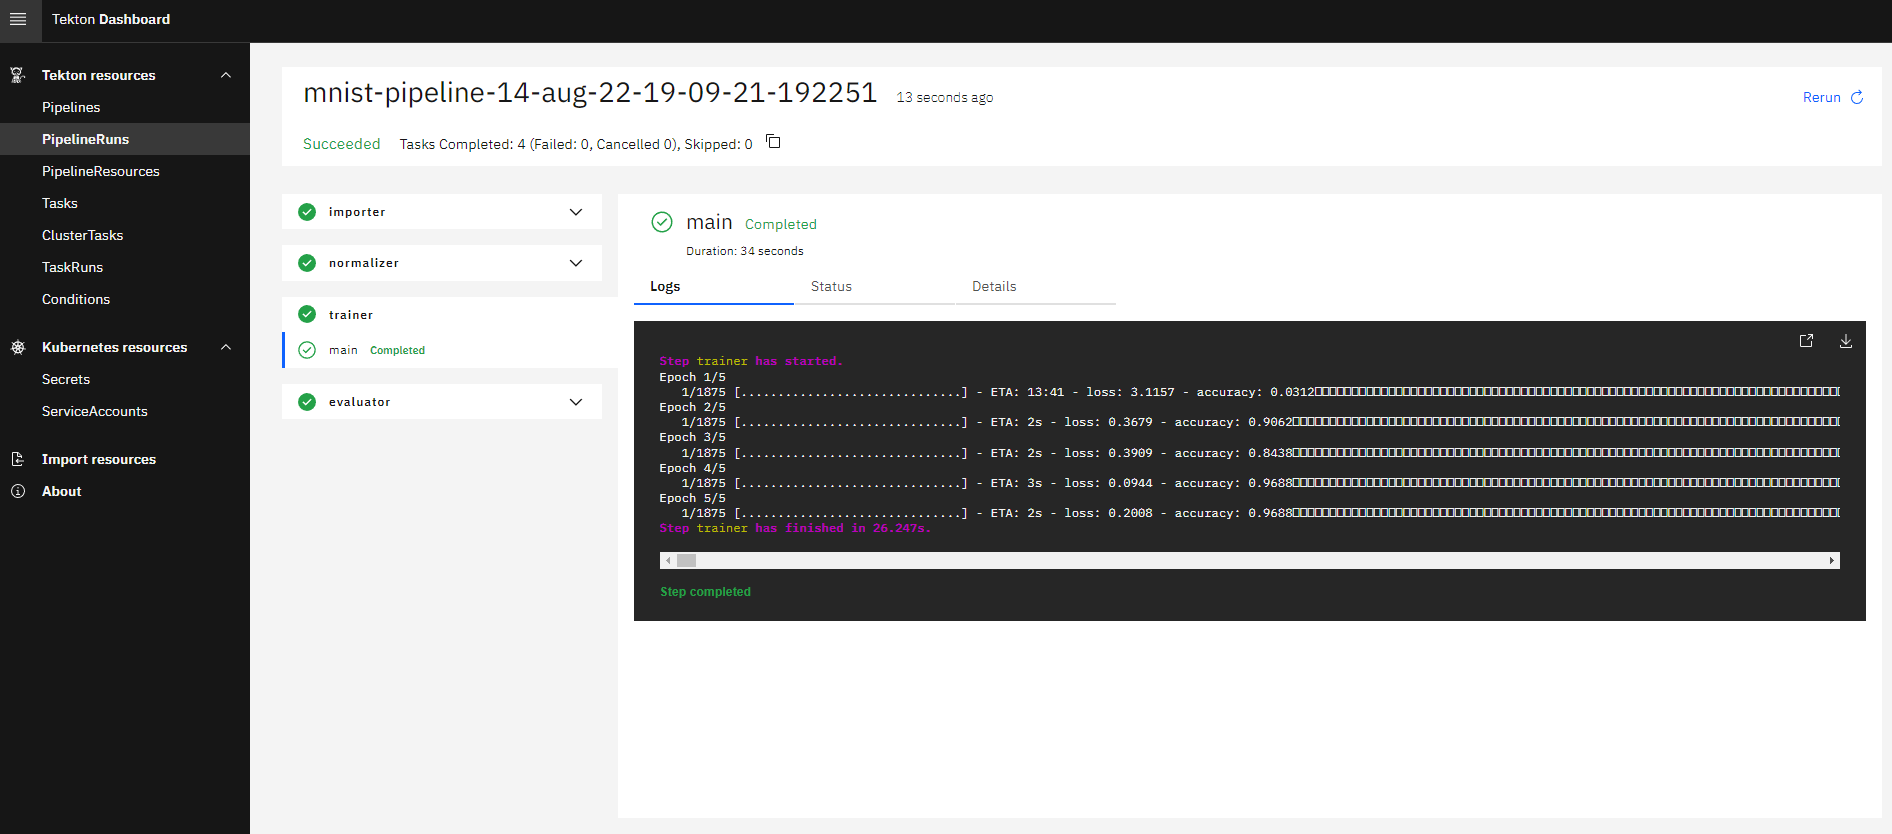 Tekton Dashboard
Tekton resources
Pipelines
PipelineRuns
PipelineResources
Tasks
ClusterTasks
TaskRuns
Conditions
Kubernetes resources
Secrets
ServiceAccounts
Import resources
About
mnist-pipeline-14-aug-22-19-09-21-192251 13 seconds ago
Rerun
Succeeded Tasks Completed: 4 (Failed: 0, Cancelled 0), Skipped: 0
importer
normalizer
trainer
main Completed
evaluator
main Completed
Duration: 34 seconds
Logs Status Details
Step trainer has started.
Epoch 1/5
1/1875 [..............................] - ETA: 13:41 - loss: 3.1157 - accuracy: 0.0312
Epoch 2/5
1/1875 [..............................] - ETA: 2s - loss: 0.3679 - accuracy: 0.9062
Epoch 3/5
1/1875 [..............................] - ETA: 2s - loss: 0.3909 - accuracy: 0.8438
Epoch 4/5
1/1875 [..............................] - ETA: 3s - loss: 0.0944 - accuracy: 0.9688
Epoch 5/5
1/1875 [..............................] - ETA: 2s - loss: 0.2008 - accuracy: 0.9688
Step trainer has finished in 26.247s.
Step completed